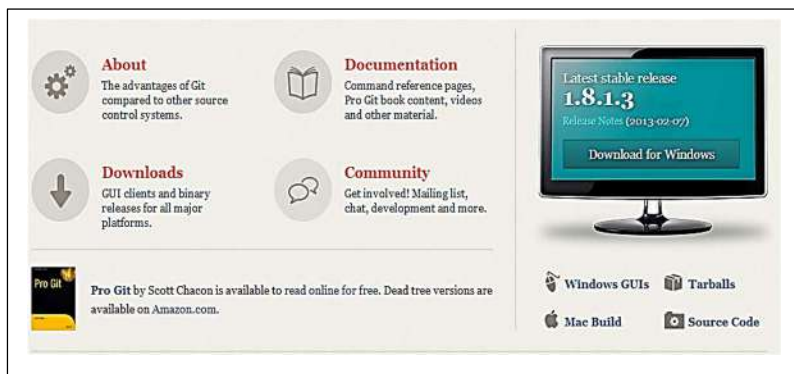 About
The advantages of Git
compared to other source
control systems.
Documentation
Command reference pages,
Pro Git book content, videos
and other material.
Downloads
GUI clients and binary
releases for all major
platforms.
Community
Get involved! Mailing list,
chat, development and more.
Pro Git
Pro Git by Scott Chacon is available to read online for free. Dead tree versions are
available on Amazon.com.
Latest stable release
1.8.1.3
Release Notes (2013-02-07)
Download for Windows
Windows GUIs
Tarballs
Mac Build
Source Code